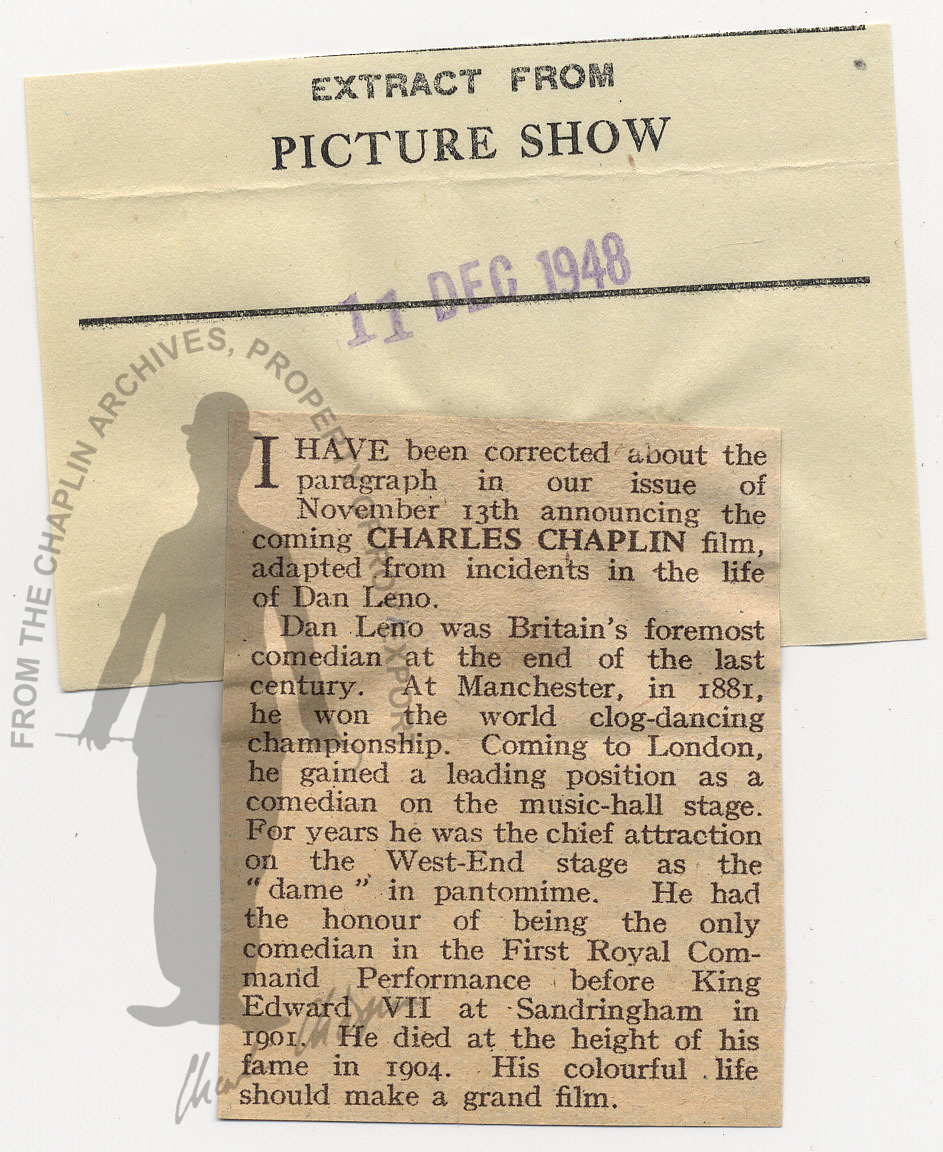 EXTRACT FROM
PICTURE SHOW
11 DEC 1948
FROM THE CHAPLIN ARCHIVES, PROPERTY OF ROY EXPORT
I HAVE been corrected about the
paragraph in our issue of
November 13th announcing the
coming CHARLES CHAPLIN film,
adapted from incidents in the life
of Dan Leno.
Dan Leno was Britain's foremost
comedian at the end of the last
century. At Manchester, in 1881,
he won the world clog-dancing
championship. Coming to London,
he gained a leading position as a
comedian on the music-hall stage.
For years he was the chief attraction
on the West-End stage as the
“dame” in pantomime. He had
the honour of being the only
comedian in the First Royal Com-
mand Performance before King
Edward VII at Sandringham in
1901. He died at the height of his
fame in 1904. His colourful life
should make a grand film.